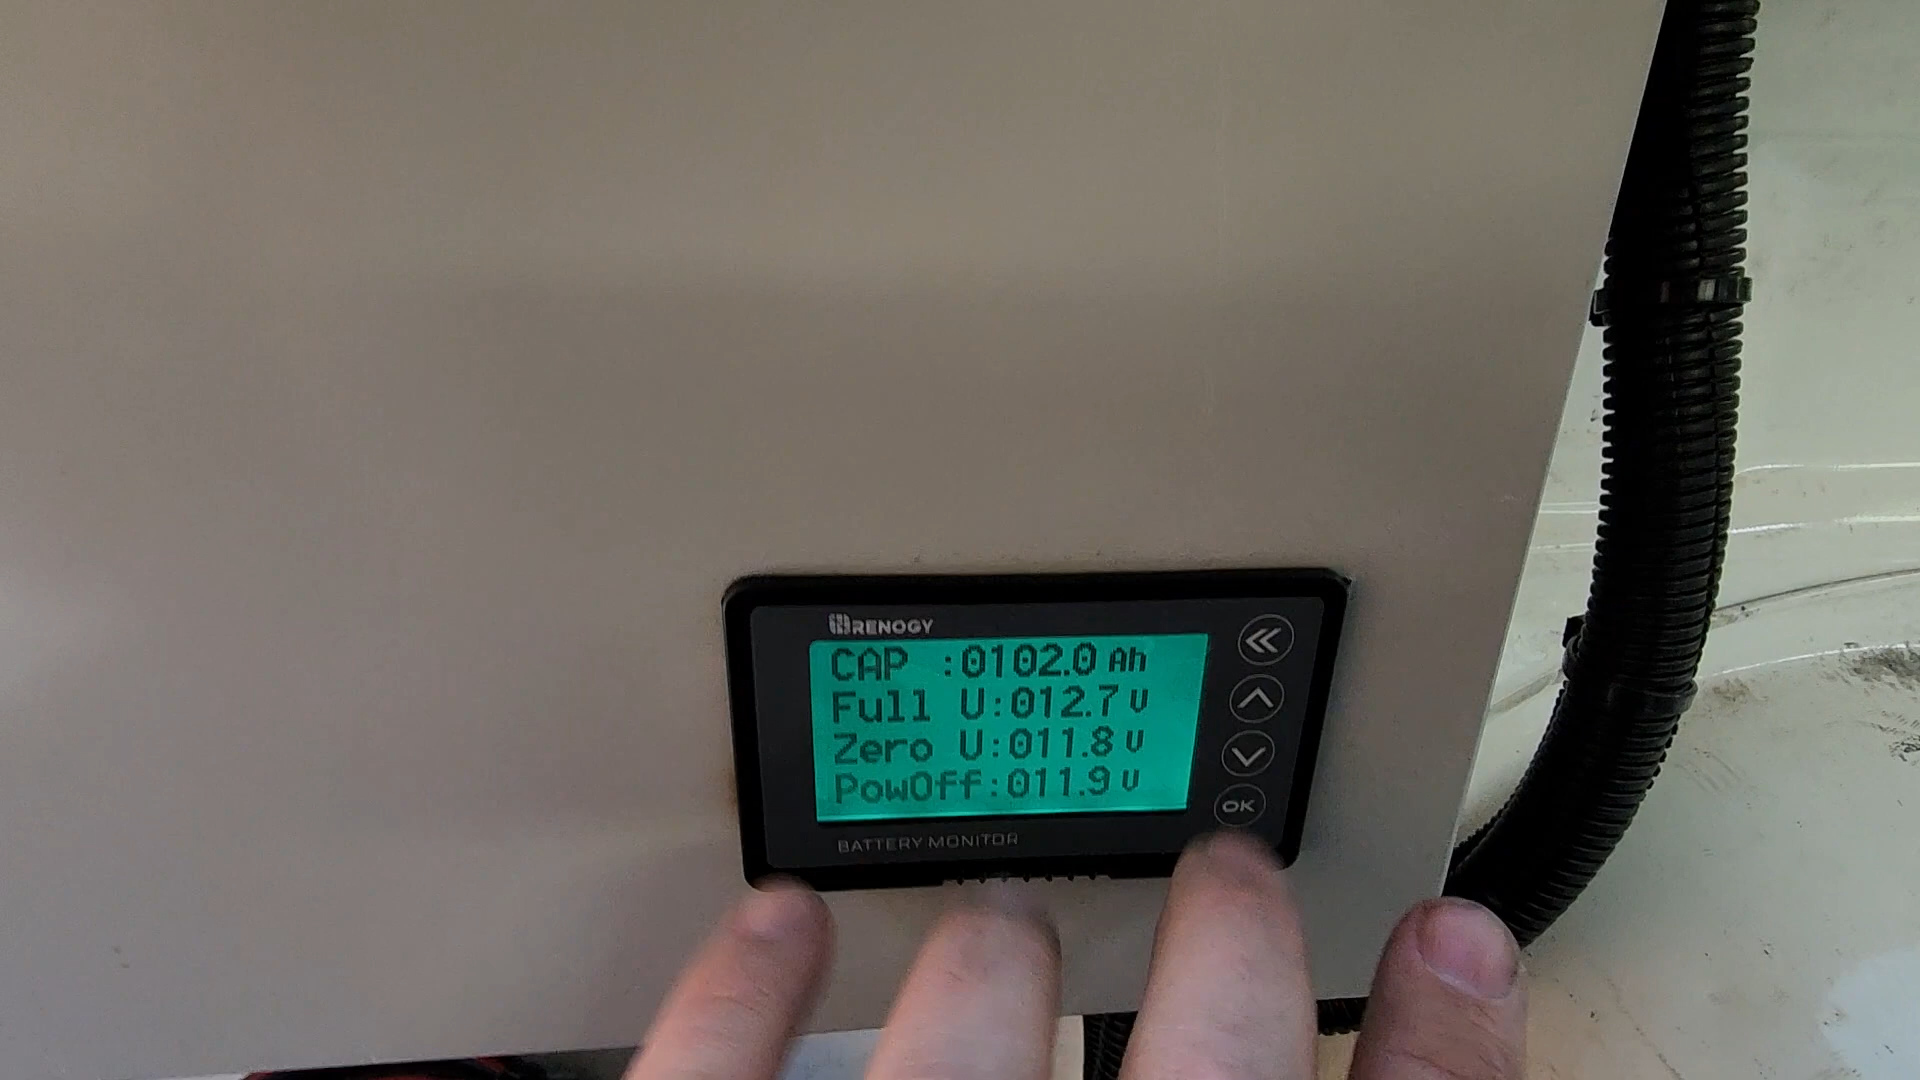 RENOGY
CAP :0102.0 Ah
Full U:012.7 V
Zero U:011.8 V
PowOff:011.9 V
OK
BATTERY MONITOR